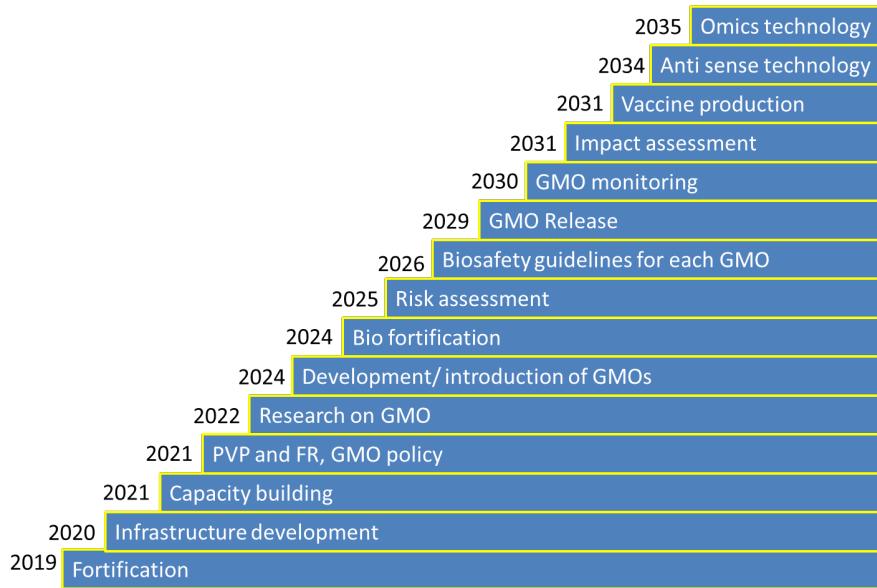 2035 Omics technology
2034 Anti sense technology
2031 Vaccine production
2031 Impact assessment
2030 GMO monitoring
2029 GMO Release
2026 Biosafety guidelines for each GMO
2025 Risk assessment
2024 Bio fortification
2024 Development/ introduction of GMOs
2022 Research on GMO
2021 PVP and FR, GMO policy
2021 Capacity building
2020 Infrastructure development
2019 Fortification